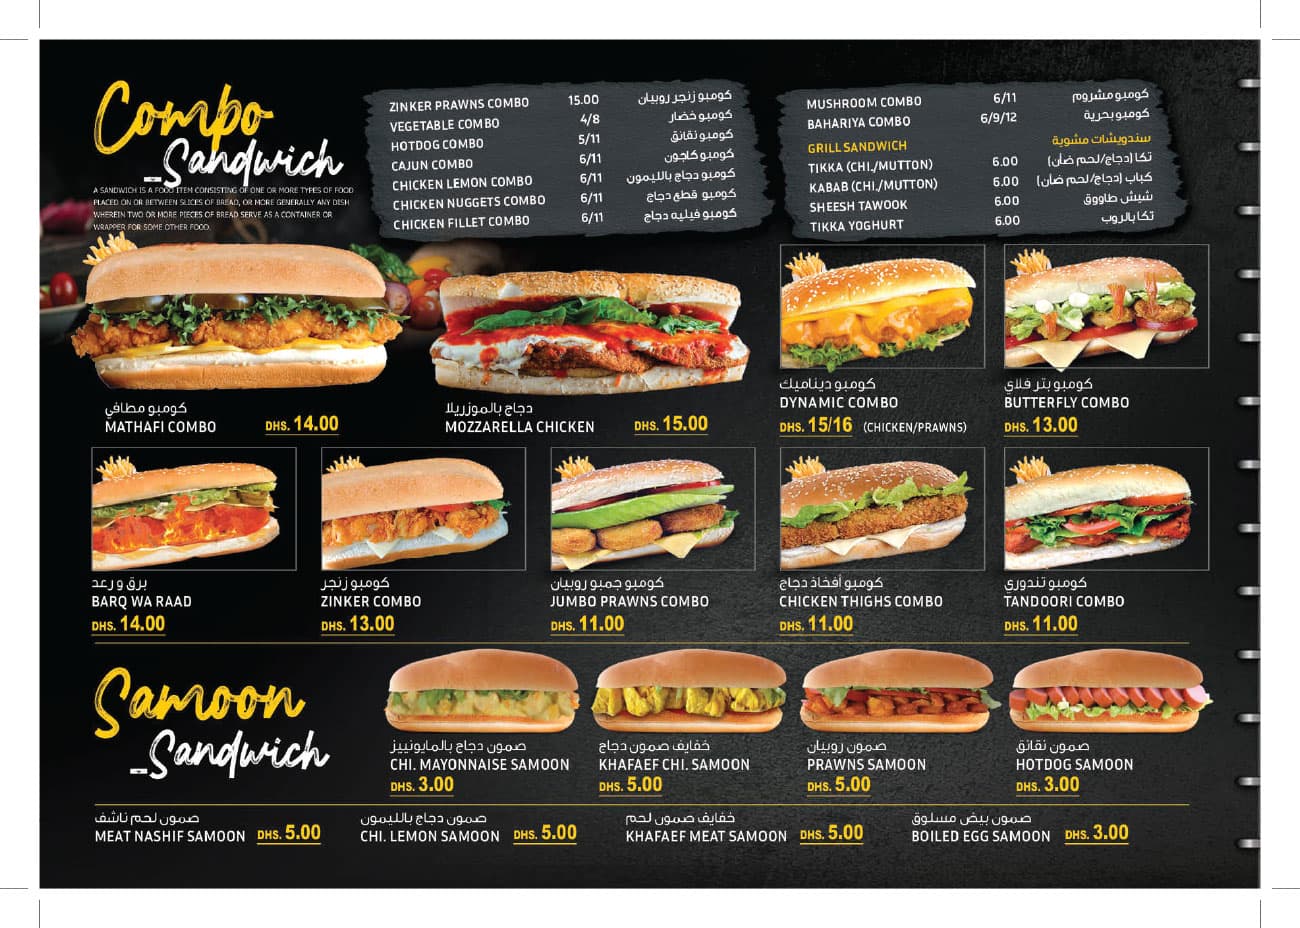 Combo
Sandwich
A SANDWICH IS A FOOD ITEM CONSISTING OF ONE OR MORE TYPES OF FOOD
PLACED ON OR BETWEEN SLICES OF BREAD, OR MORE GENERALLY ANY DISH
WHEREIN TWO OR MORE PIECES OF BREAD SERVE AS A CONTAINER OR
WRAPPER FOR SOME OTHER FOOD.
ZINKER PRAWNS COMBO 15.00 كومبو زنجر روبيان
VEGETABLE COMBO 4/8 كومبو خضار
HOTDOG COMBO 5/11 كومبو نقانق
CAJUN COMBO 6/11 كومبو كاجون
CHICKEN LEMON COMBO 6/11 كومبو دجاج بالليمون
CHICKEN NUGGETS COMBO 6/11 كومبو قطع دجاج
CHICKEN FILLET COMBO 6/11 كومبو فيليه دجاج
MUSHROOM COMBO 6/11 كومبو مشروم
BAHARIYA COMBO 6/9/12 كومبو بحرية
GRILL SANDWICH سندويشات مشوية
TIKKA (CHI./MUTTON) 6.00 تكا (دجاج/لحم ضأن)
KABAB (CHI./MUTTON) 6.00 كباب (دجاج/لحم ضأن)
SHEESH TAWOOK 6.00 شيش طاووق
TIKKA YOGHURT 6.00 تكا بالروب
كومبو مطافي
MATHAFI COMBO DHS. 14.00
دجاج بالموزريلا
MOZZARELLA CHICKEN DHS. 15.00
كومبو ديناميك
DYNAMIC COMBO
DHS. 15/16 (CHICKEN/PRAWNS)
كومبو بتر فلاي
BUTTERFLY COMBO
DHS. 13.00
برق و رعد
BARQ WA RAAD
DHS. 14.00
كومبو زنجر
ZINKER COMBO
DHS. 13.00
كومبو جمبو روبيان
JUMBO PRAWNS COMBO
DHS. 11.00
كومبو أفخاذ دجاج
CHICKEN THIGHS COMBO
DHS. 11.00
كومبو تندوري
TANDOORI COMBO
DHS. 11.00
Samoon
Sandwich
صمون دجاج بالمايونييز
CHI. MAYONNAISE SAMOON
DHS. 3.00
خفايف صمون دجاج
KHAFAEF CHI. SAMOON
DHS. 5.00
صمون روبيان
PRAWNS SAMOON
DHS. 5.00
صمون نقانق
HOTDOG SAMOON
DHS. 3.00
صمون لحم ناشف
MEAT NASHIF SAMOON DHS. 5.00
صمون دجاج بالليمون
CHI. LEMON SAMOON DHS. 5.00
خفايف صمون لحم
KHAFAEF MEAT SAMOON DHS. 5.00
صمون بيض مسلوق
BOILED EGG SAMOON DHS. 3.00